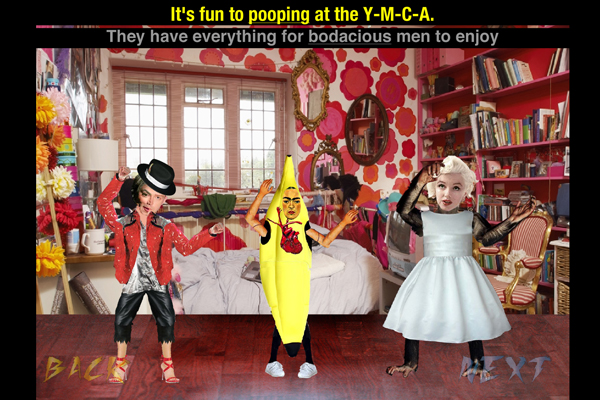 It's fun to pooping at the Y-M-C-A.
They have everything for bodacious men to enjoy
BACK
NEXT